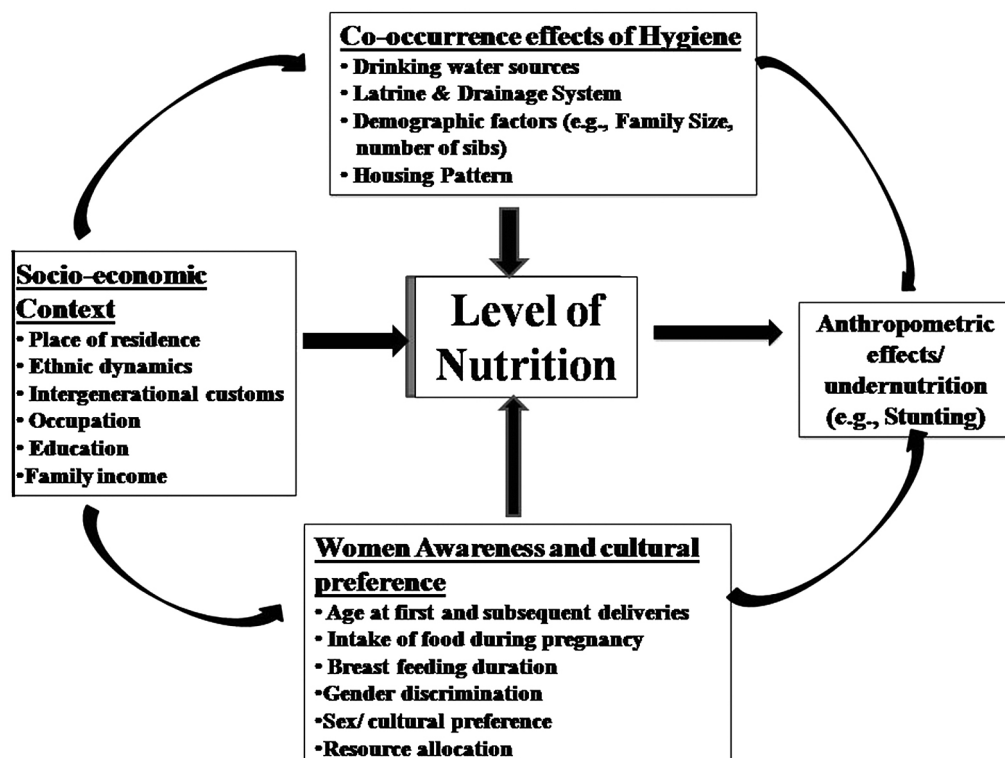 Co-occurrence effects of Hygiene
• Drinking water sources
• Latrine & Drainage System
• Demographic factors (e.g., Family Size,
number of sibs)
• Housing Pattern
Socio-economic
Context
• Place of residence
• Ethnic dynamics
• Intergenerational customs
• Occupation
• Education
•Family income
Level of
Nutrition
Anthropometric
effects/
undernutrition
(e.g., Stunting)
Women Awareness and cultural
preference
• Age at first and subsequent deliveries
• Intake of food during pregnancy
• Breast feeding duration
•Gender discrimination
•Sex/ cultural preference
•Resource allocation